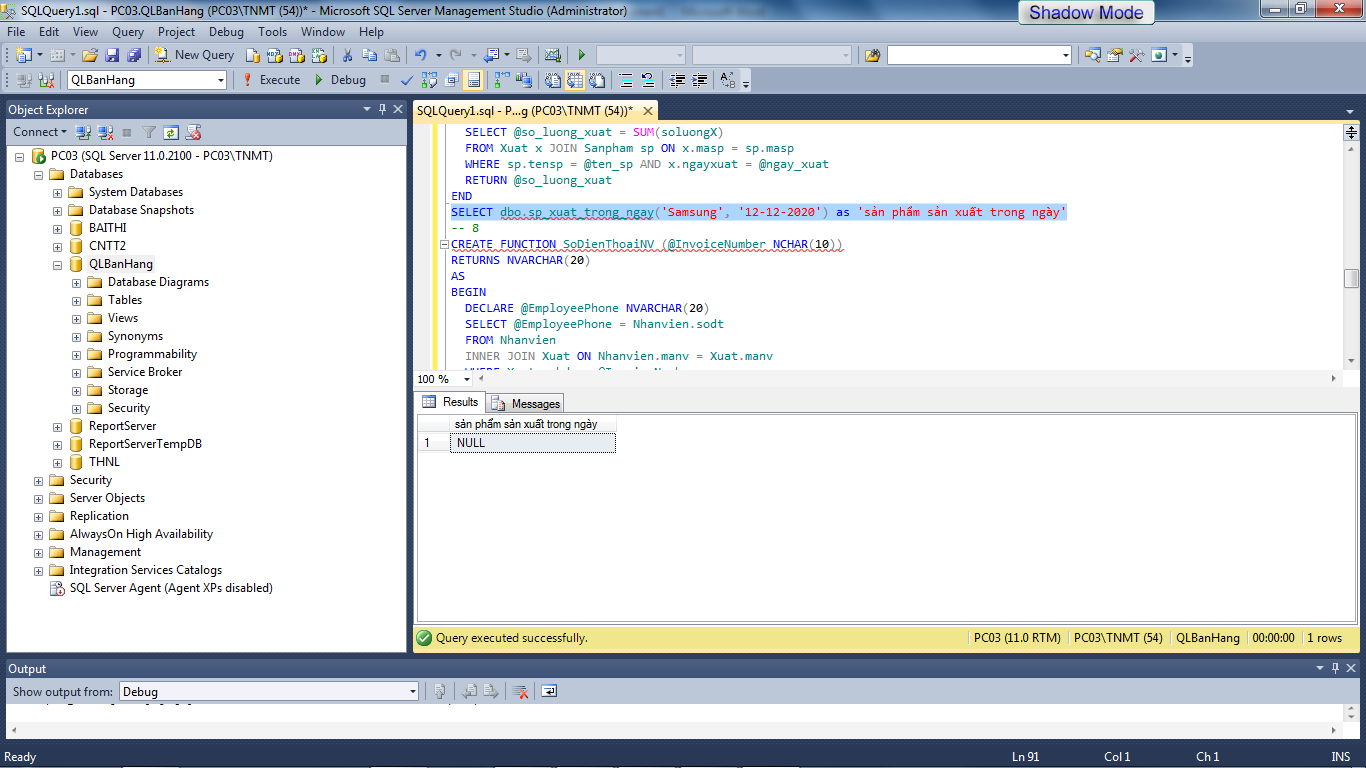 SQLQuery1.sql - PC03.QLBanHang (PC03\TNMT (54))* - Microsoft SQL Server Management Studio (Administrator)
Shadow Mode
File Edit View Query Project Debug Tools Window Help
New Query
QLBanHang Execute Debug
Object Explorer
Connect
PC03 (SQL Server 11.0.2100 - PC03\TNMT)
Databases
System Databases
Database Snapshots
BAITHI
CNTT2
QLBanHang
Database Diagrams
Tables
Views
Synonyms
Programmability
Service Broker
Storage
Security
ReportServer
ReportServerTempDB
THNL
Security
Server Objects
Replication
AlwaysOn High Availability
Management
Integration Services Catalogs
SQL Server Agent (Agent XPs disabled)
SQLQuery1.sql - P...g (PC03\TNMT (54))*
SELECT @so_luong_xuat = SUM(soluongX)
FROM Xuat x JOIN Sanpham sp ON x.masp = sp.masp
WHERE sp.tensp = @ten_sp AND x.ngayxuat = @ngay_xuat
RETURN @so_luong_xuat
END
SELECT dbo.sp_xuat_trong_ngay('Samsung', '12-12-2020') as 'sản phẩm sản xuất trong ngày'
-- 8
CREATE FUNCTION SoDienThoaiNV (@InvoiceNumber NCHAR(10))
RETURNS NVARCHAR(20)
AS
BEGIN
DECLARE @EmployeePhone NVARCHAR(20)
SELECT @EmployeePhone = Nhanvien.sodt
FROM Nhanvien
INNER JOIN Xuat ON Nhanvien.manv = Xuat.manv
100 %
Results Messages
sản phẩm sản xuất trong ngày
1 NULL
Query executed successfully. PC03 (11.0 RTM) PC03\TNMT (54) QLBanHang 00:00:00 1 rows
Output
Show output from: Debug
Ready Ln 91 Col 1 Ch 1 INS